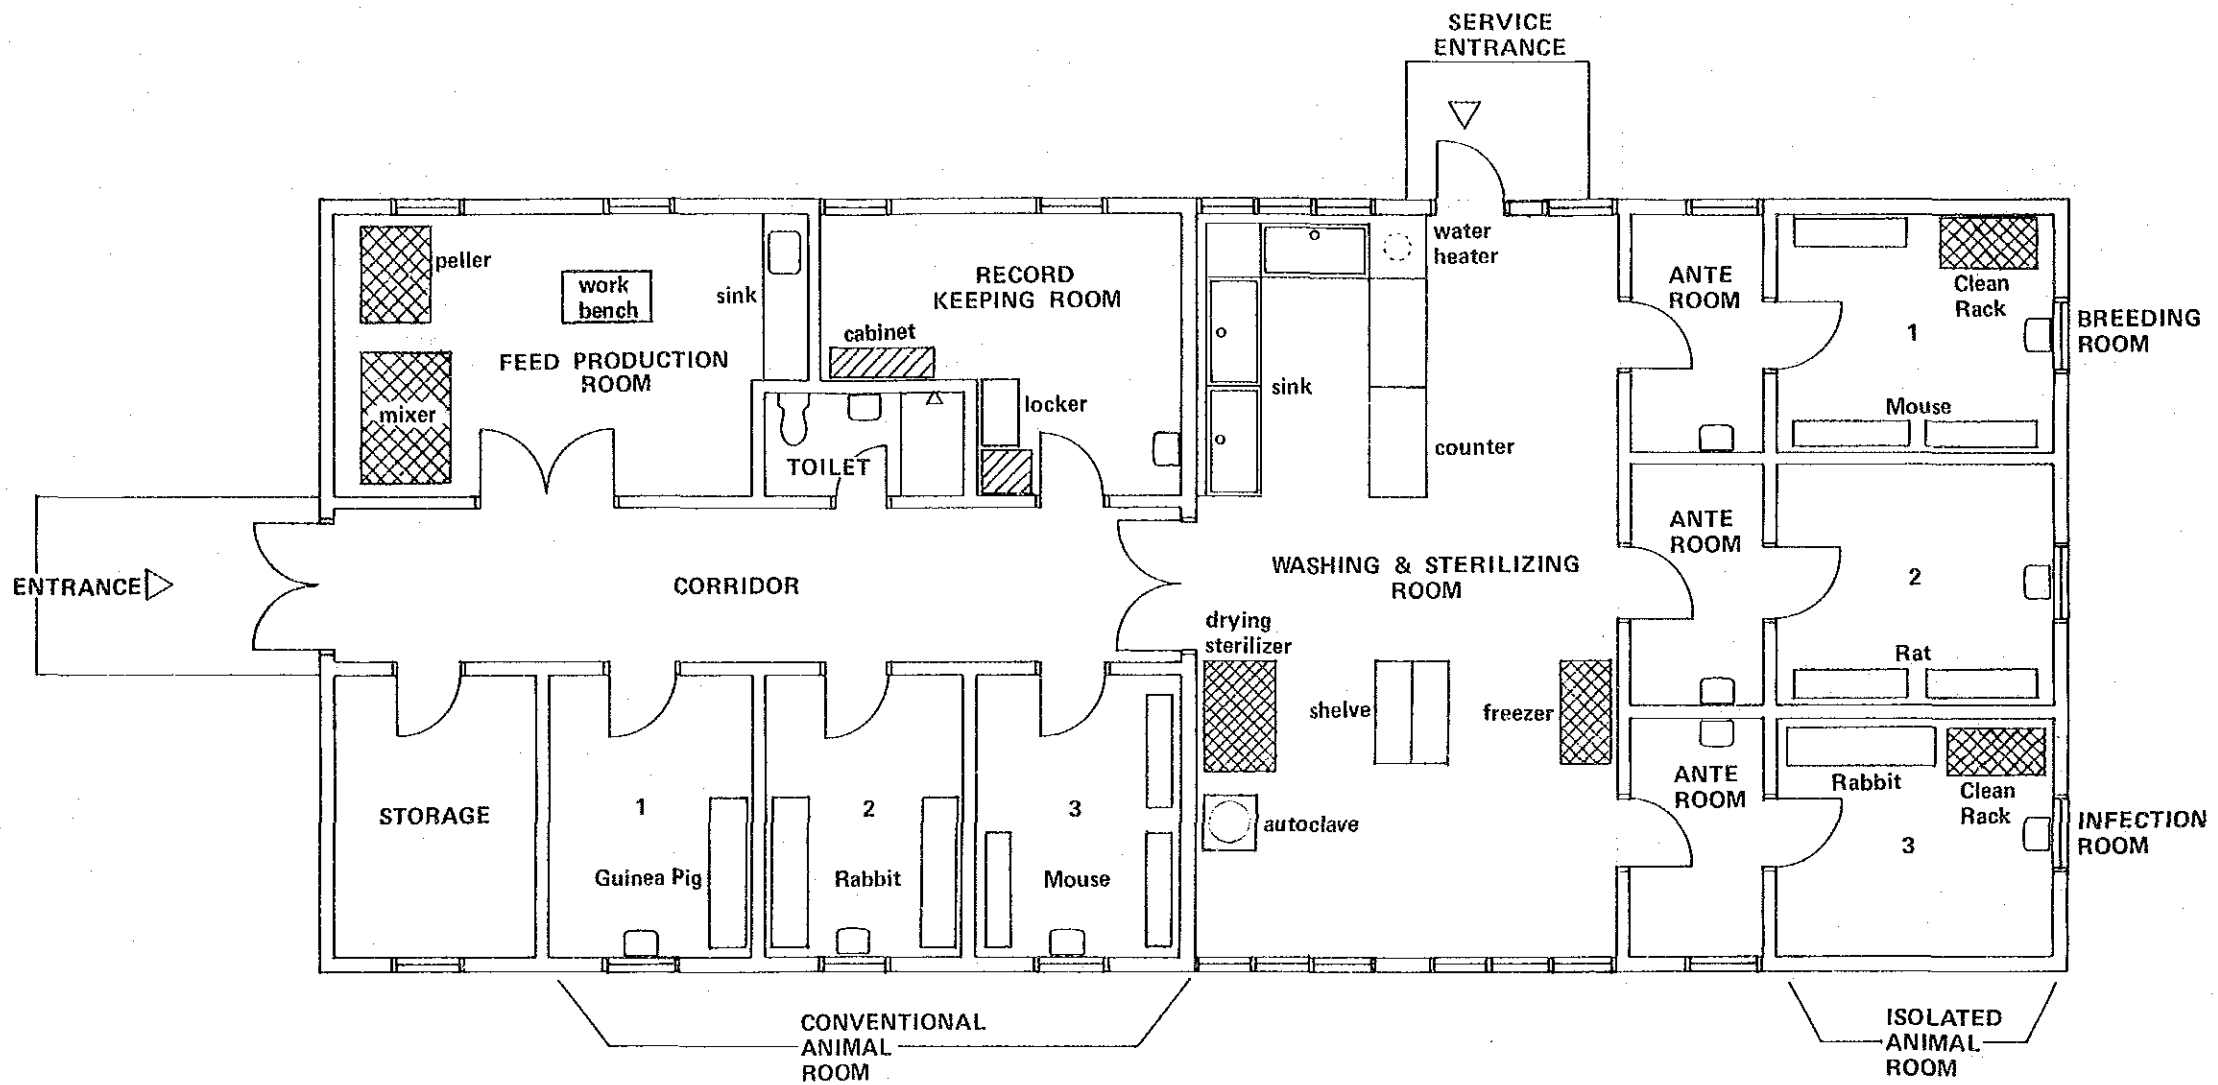 SERVICE
ENTRANCE
peller
work
bench
sink
FEED PRODUCTION
ROOM
mixer
RECORD
KEEPING ROOM
cabinet
locker
TOILET
water
heater
sink
counter
ANTE
ROOM
Clean
Rack
1
Mouse
BREEDING
ROOM
ENTRANCE
CORRIDOR
WASHING & STERILIZING
ROOM
ANTE
ROOM
2
Rat
drying
sterilizer
shelve
freezer
autoclave
ANTE
ROOM
Rabbit
Clean
Rack
3
INFECTION
ROOM
STORAGE
1
Guinea Pig
2
Rabbit
3
Mouse
CONVENTIONAL
ANIMAL
ROOM
ISOLATED
ANIMAL
ROOM